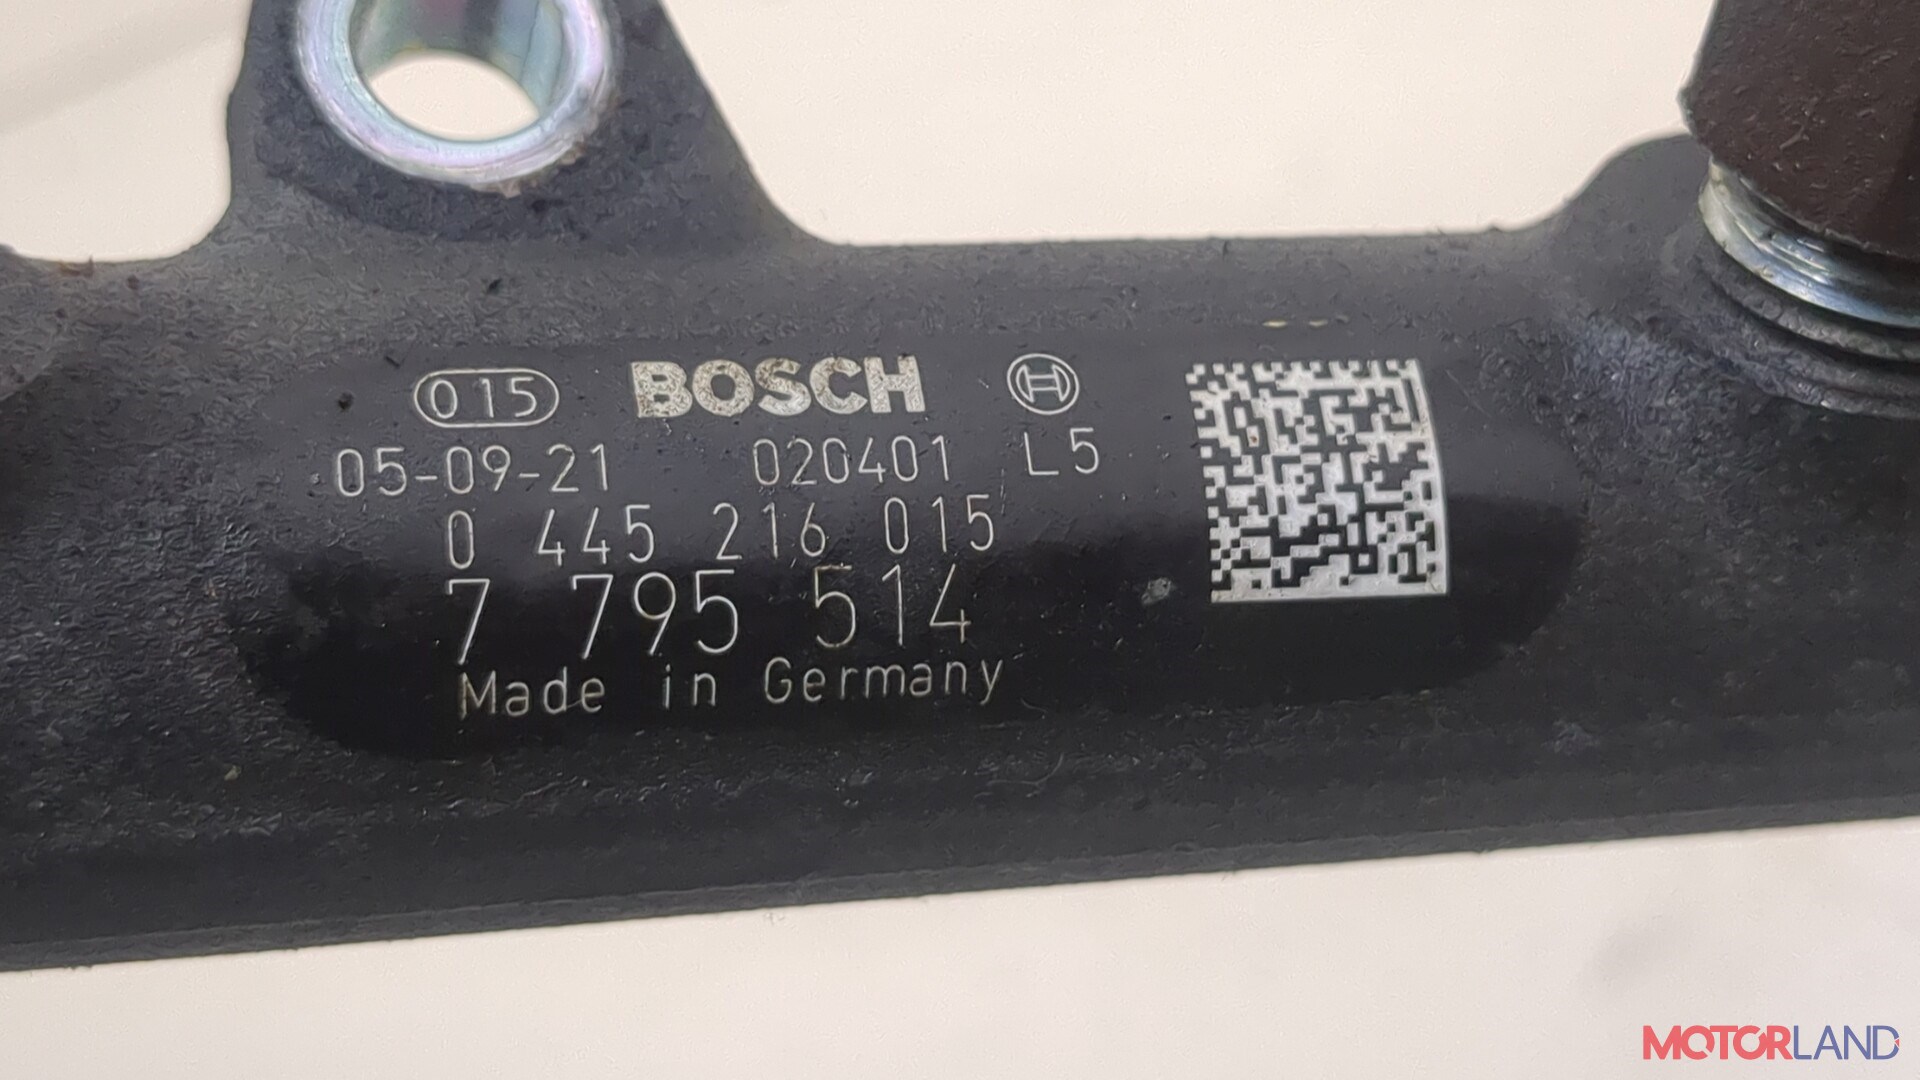 015 BOSCH
05-09-21 020401 L5
0 445 216 015
7 795 514
Made in Germany
MOTORLAND